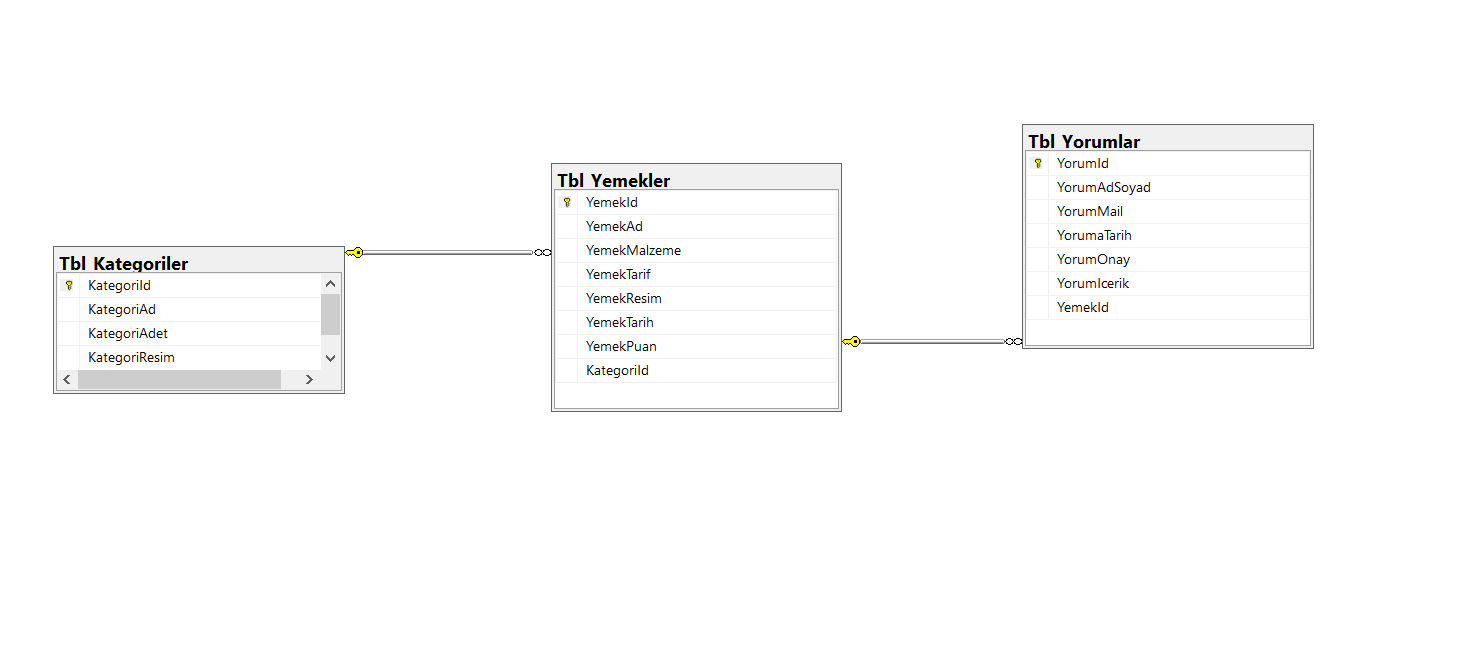 Tbl_Kategoriler
KategoriId
KategoriAd
KategoriAdet
KategoriResim
Tbl_Yemekler
YemekId
YemekAd
YemekMalzeme
YemekTarif
YemekResim
YemekTarih
YemekPuan
KategoriId
Tbl_Yorumlar
YorumId
YorumAdSoyad
YorumMail
YorumaTarih
YorumOnay
YorumIcerik
YemekId